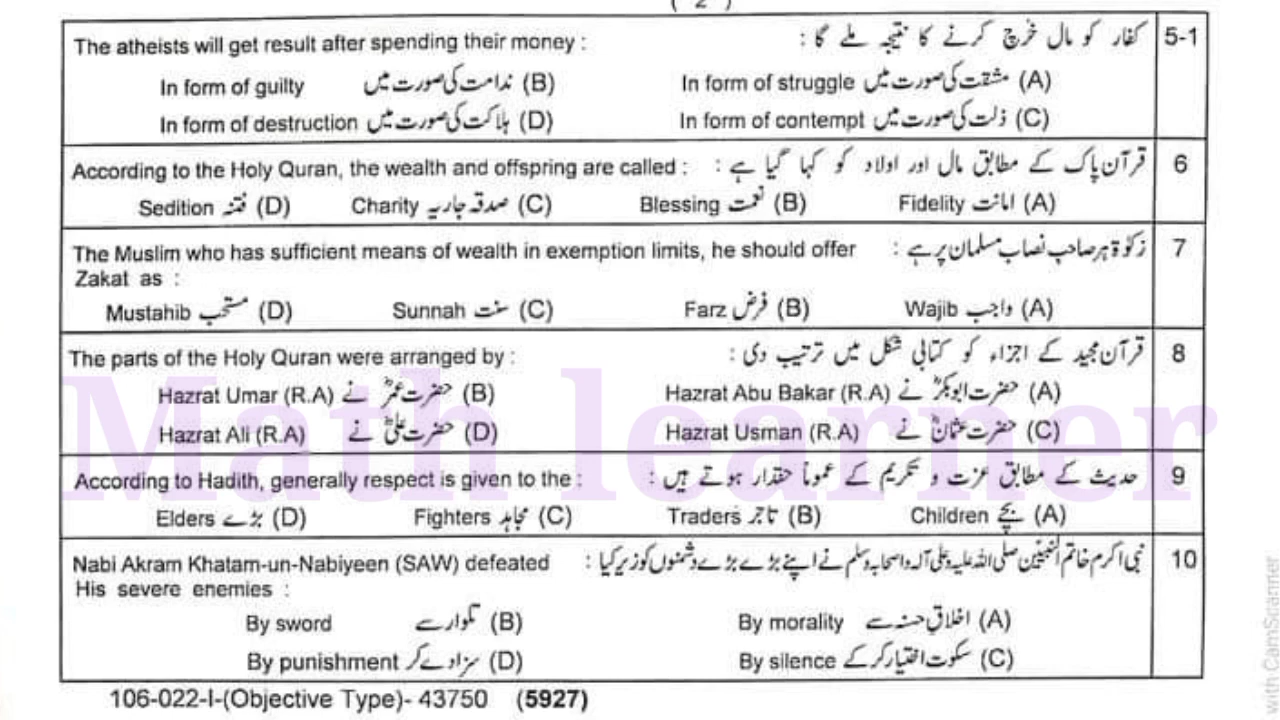 ( 2 )
The atheists will get result after spending their money : کفار کو مال خرچ کرنے کا نتیجہ ملے گا : 5-1
In form of guilty ندامت کی صورت میں (B) In form of struggle مشقت کی صورت میں (A)
In form of destruction ہلاکت کی صورت میں (D) In form of contempt ذلت کی صورت میں (C)
According to the Holy Quran, the wealth and offspring are called : قرآن پاک کے مطابق مال اور اولاد کو کہا گیا ہے : 6
Sedition فتنہ (D) Charity صدقہ جاریہ (C) Blessing نعمت (B) Fidelity امانت (A)
The Muslim who has sufficient means of wealth in exemption limits, he should offer زکوٰۃ ہر صاحب نصاب مسلمان پر ہے : 7
Zakat as :
Mustahib مستحب (D) Sunnah سنت (C) Farz فرض (B) Wajib واجب (A)
The parts of the Holy Quran were arranged by : قرآن مجید کے اجزاء کو کتابی شکل میں ترتیب دی : 8
Hazrat Umar (R.A) حضرت عمرؓ نے (B) Hazrat Abu Bakar (R.A) حضرت ابوبکرؓ نے (A)
Hazrat Ali (R.A) حضرت علیؓ نے (D) Hazrat Usman (R.A) حضرت عثمانؓ نے (C)
Math learner
According to Hadith, generally respect is given to the : حدیث کے مطابق عزت و تکریم کے عموماً حقدار ہوتے ہیں : 9
Elders بڑے (D) Fighters مجاہد (C) Traders تاجر (B) Children بچے (A)
Nabi Akram Khatam-un-Nabiyeen (SAW) defeated نبی اکرم خاتم النبیین صلی اللہ علیہ وعلی آلہ واصحابہ وسلم نے اپنے بڑے بڑے دشمنوں کو زیر کیا : 10
His severe enemies :
By sword تلوار سے (B) By morality اخلاق حسنہ سے (A)
By punishment سزا دے کر (D) By silence سکوت اختیار کر کے (C)
106-022-I-(Objective Type)- 43750 (5927)
with CamScanner